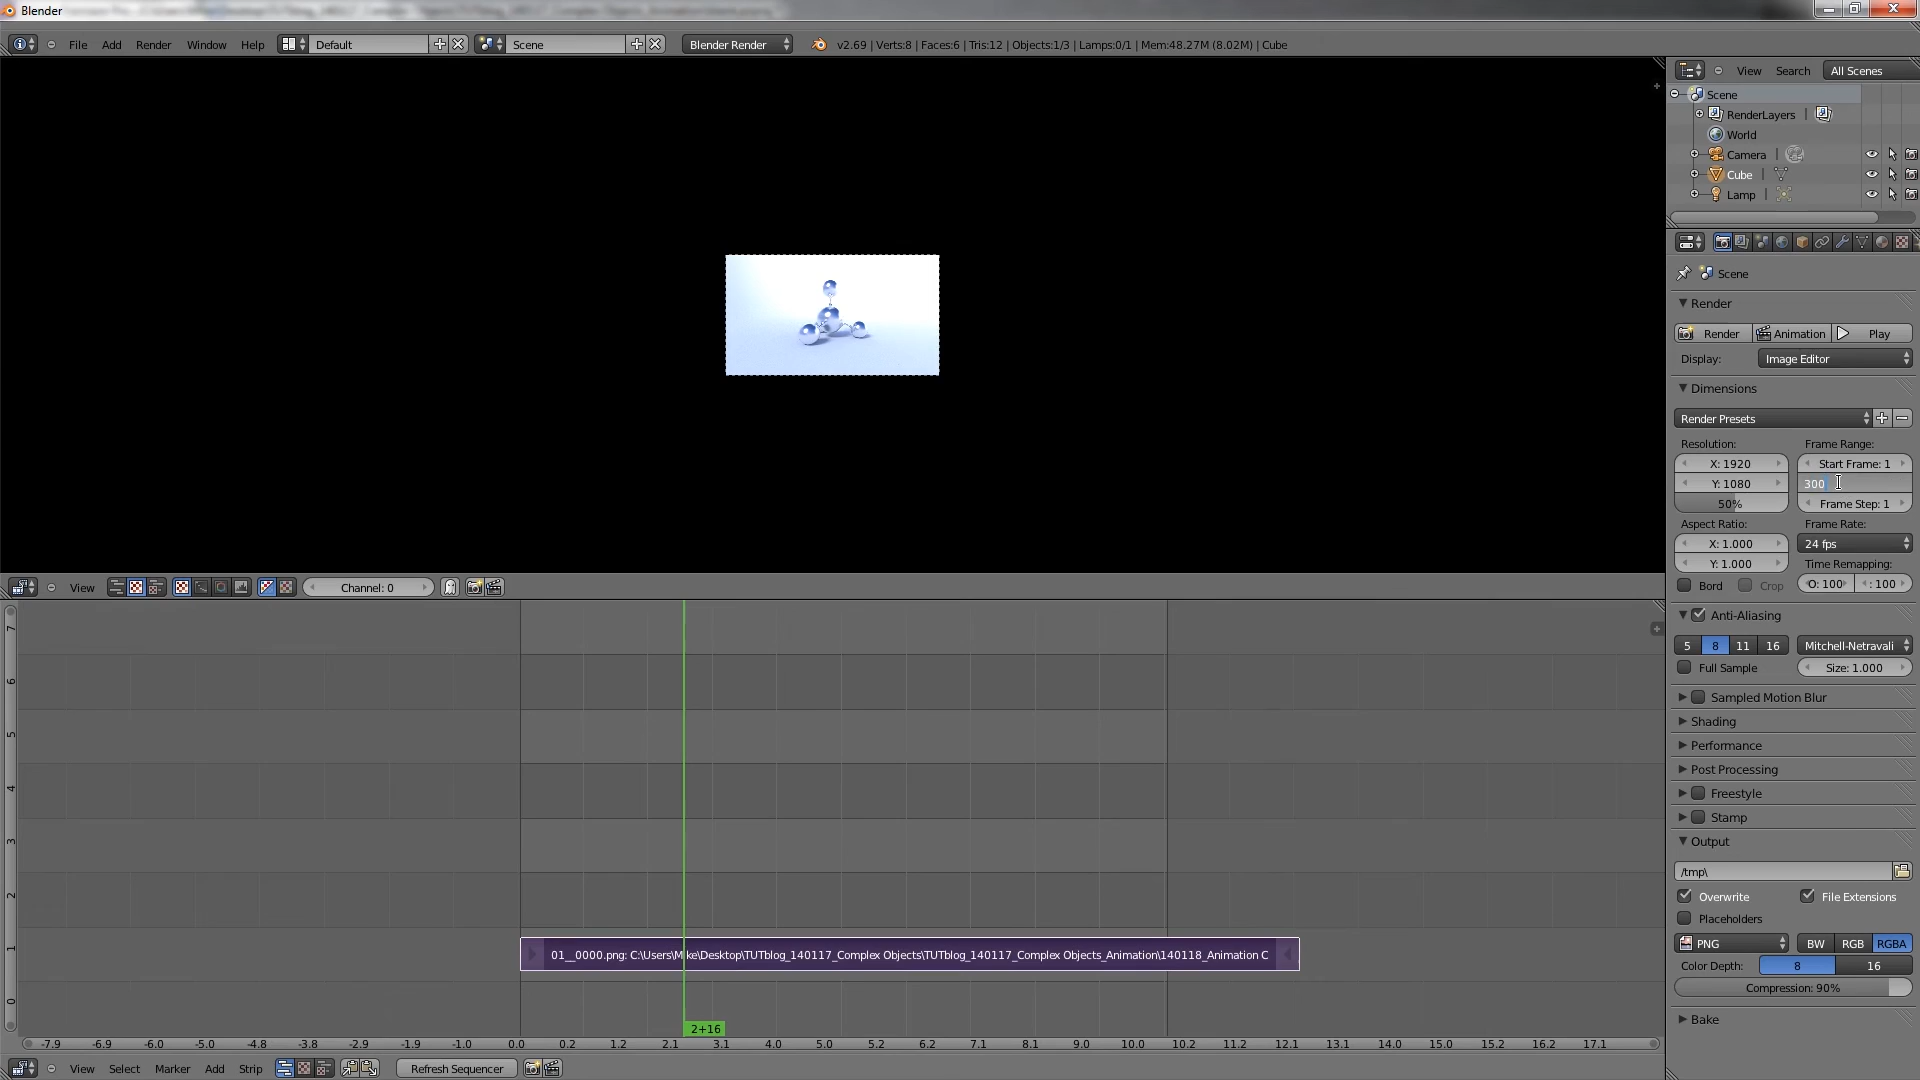 Blender
File Add Render Window Help Default Scene Blender Render v2.69 | Verts:8 | Faces:6 | Tris:12 | Objects:1/3 | Lamps:0/1 | Mem:48.27M (8.02M) | Cube
View Search All Scenes
Scene
RenderLayers
World
Camera
Cube
Lamp
Scene
Render
Render Animation Play
Display: Image Editor
Dimensions
Render Presets
Resolution: Frame Range:
X: 1920 Start Frame: 1
Y: 1080 300
50% Frame Step: 1
Aspect Ratio: Frame Rate:
X: 1.000 24 fps
Y: 1.000 Time Remapping:
Bord Crop O: 100 : 100
Anti-Aliasing
5 8 11 16 Mitchell-Netravali
Full Sample Size: 1.000
Sampled Motion Blur
Shading
Performance
Post Processing
Freestyle
Stamp
Output
/tmp\
Overwrite File Extensions
Placeholders
PNG BW RGB RGBA
Color Depth: 8 16
Compression: 90%
Bake
View Channel: 0
7
6
5
4
3
2
1
0
01__0000.png: C:\Users\Mike\Desktop\TUTblog_140117_Complex Objects\TUTblog_140117_Complex Objects_Animation\140118_Animation C
2+16
-7.9 -6.9 -6.0 -5.0 -4.8 -3.8 -2.9 -1.9 -1.0 0.0 0.2 1.2 2.1 3.1 4.0 5.0 5.2 6.2 7.1 8.1 9.0 10.0 10.2 11.2 12.1 13.1 14.0 15.0 15.2 16.2 17.1
View Select Marker Add Strip Refresh Sequencer